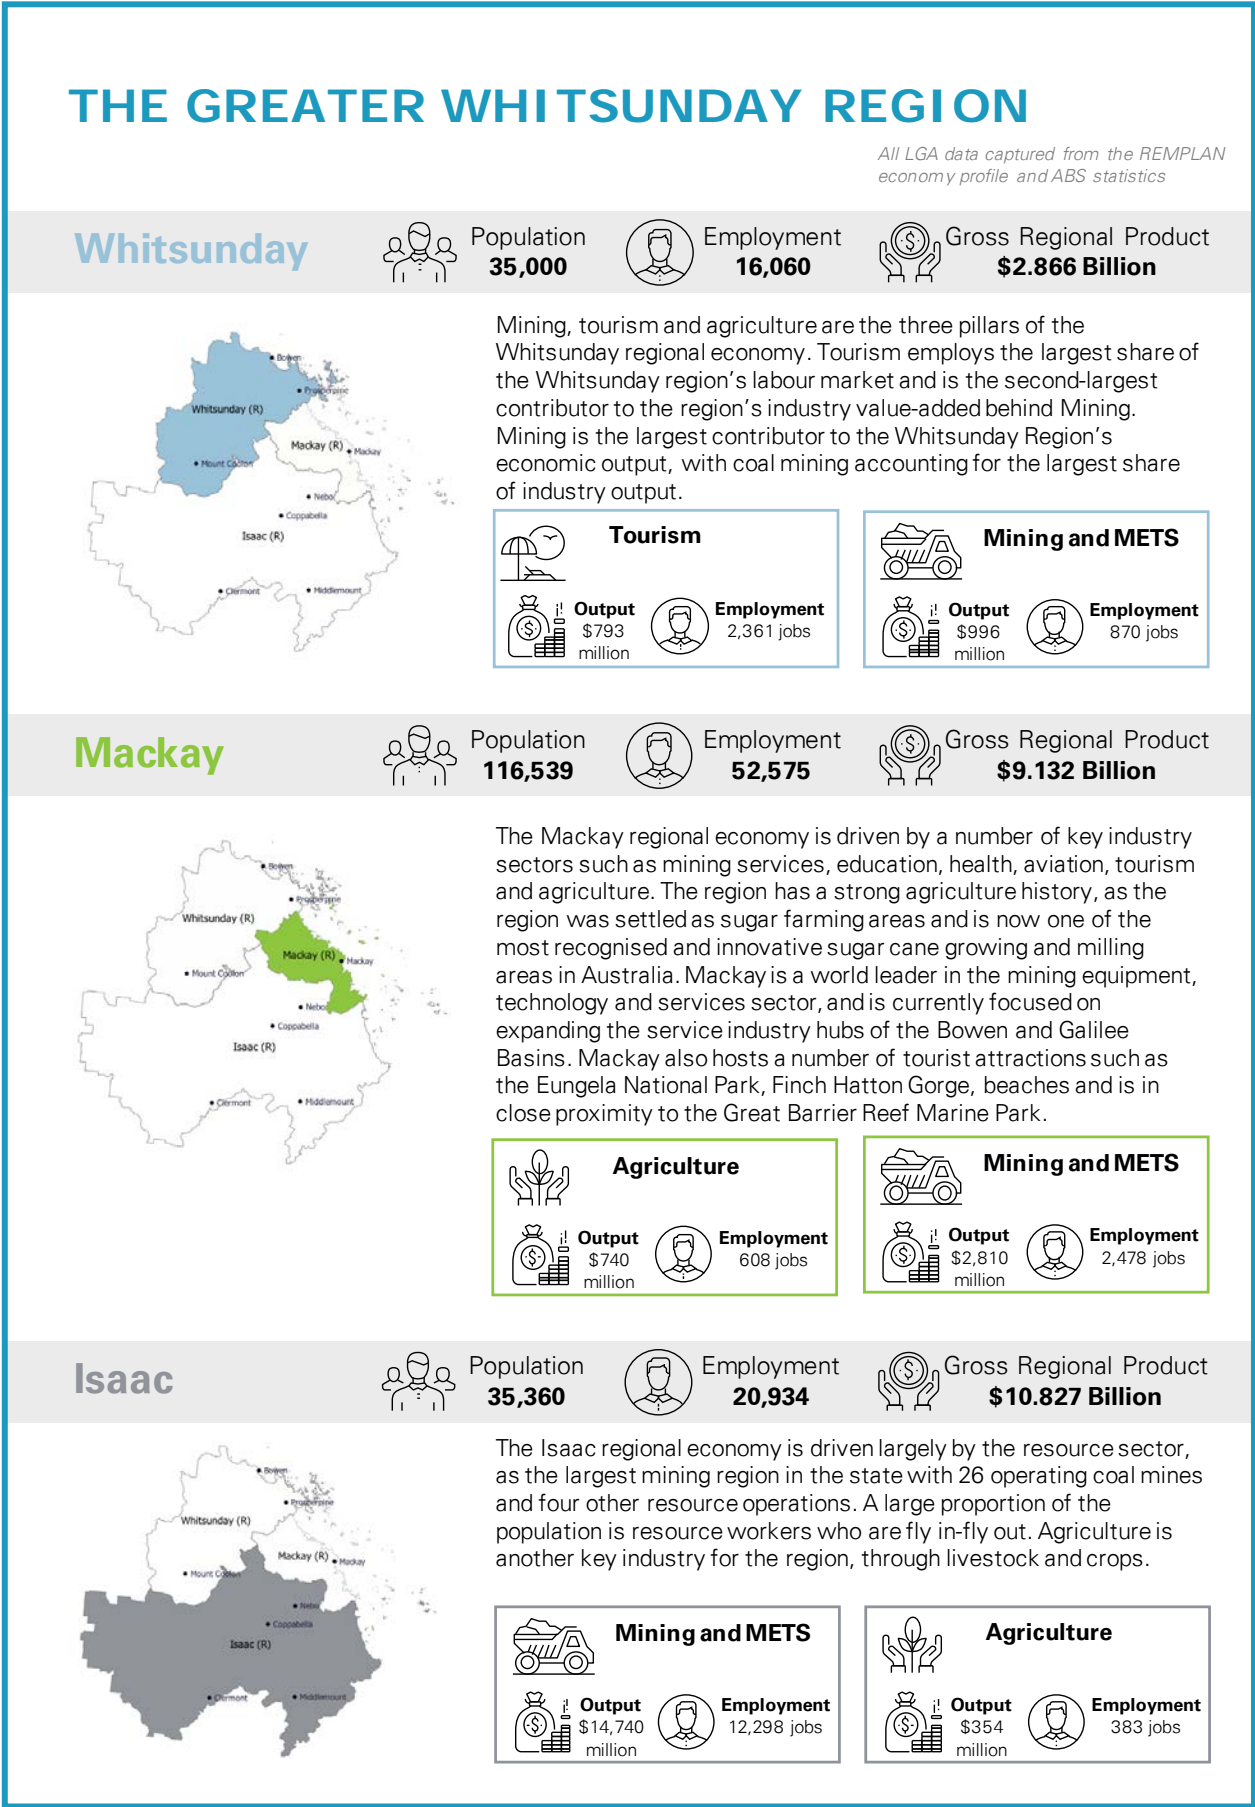 THE GREATER WHITSUNDAY REGION
All LGA data captured from the REMPLAN
economy profile and ABS statistics
Whitsunday
Population
35,000
Employment
16,060
Gross Regional Product
$2.866 Billion
Bowen
Proserpine
Whitsunday (R)
Mackay (R)
Mackay
Mount Coolon
Nebo
Coppabella
Isaac (R)
Clermont
Middlemount
Mining, tourism and agriculture are the three pillars of the
Whitsunday regional economy. Tourism employs the largest share of
the Whitsunday region's labour market and is the second-largest
contributor to the region's industry value-added behind Mining.
Mining is the largest contributor to the Whitsunday Region's
economic output, with coal mining accounting for the largest share
of industry output.
Tourism
Output
$793
million
Employment
2,361 jobs
Mining and METS
Output
$996
million
Employment
870 jobs
Mackay
Population
116,539
Employment
52,575
Gross Regional Product
$9.132 Billion
Bowen
Proserpine
Whitsunday (R)
Mackay (R)
Mackay
Mount Coolon
Nebo
Coppabella
Isaac (R)
Clermont
Middlemount
The Mackay regional economy is driven by a number of key industry
sectors such as mining services, education, health, aviation, tourism
and agriculture. The region has a strong agriculture history, as the
region was settled as sugar farming areas and is now one of the
most recognised and innovative sugar cane growing and milling
areas in Australia. Mackay is a world leader in the mining equipment,
technology and services sector, and is currently focused on
expanding the service industry hubs of the Bowen and Galilee
Basins. Mackay also hosts a number of tourist attractions such as
the Eungela National Park, Finch Hatton Gorge, beaches and is in
close proximity to the Great Barrier Reef Marine Park.
Agriculture
Output
$740
million
Employment
608 jobs
Mining and METS
Output
$2,810
million
Employment
2,478 jobs
Isaac
Population
35,360
Employment
20,934
Gross Regional Product
$10.827 Billion
Bowen
Proserpine
Whitsunday (R)
Mackay (R)
Mackay
Mount Coolon
Nebo
Coppabella
Isaac (R)
Clermont
Middlemount
The Isaac regional economy is driven largely by the resource sector,
as the largest mining region in the state with 26 operating coal mines
and four other resource operations. A large proportion of the
population is resource workers who are fly in-fly out. Agriculture is
another key industry for the region, through livestock and crops.
Mining and METS
Output
$14,740
million
Employment
12,298 jobs
Agriculture
Output
$354
million
Employment
383 jobs